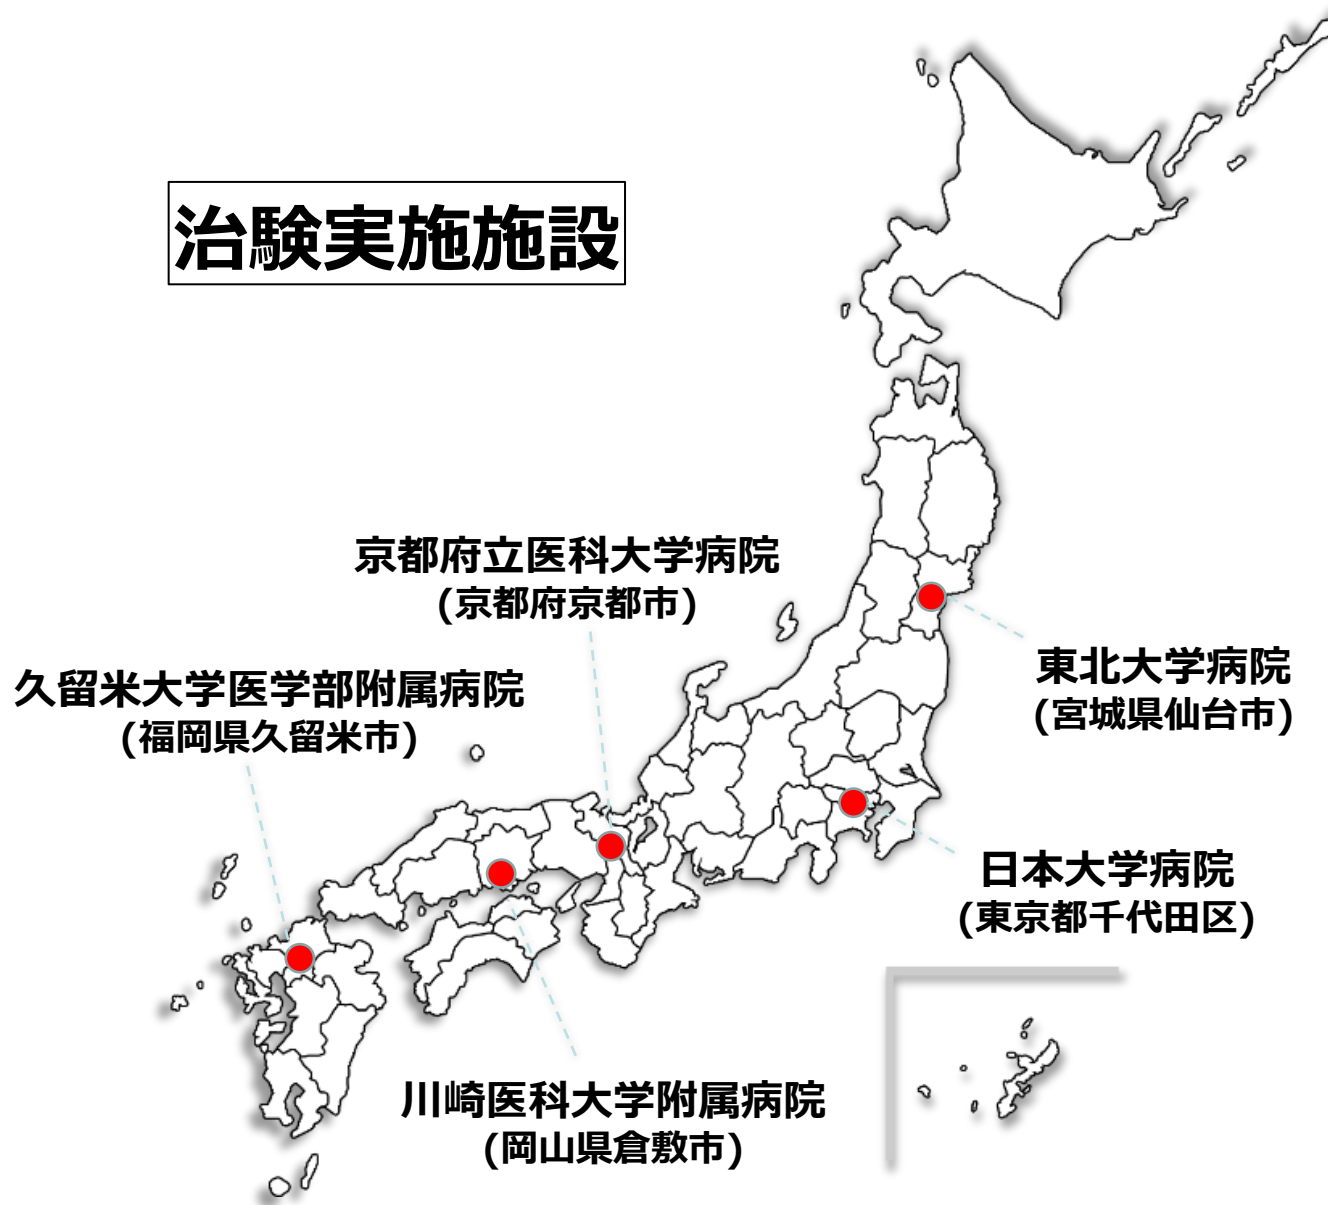 治験実施施設
京都府立医科大学病院
(京都府京都市)
久留米大学医学部附属病院
(福岡県久留米市)
東北大学病院
(宮城県仙台市)
日本大学病院
(東京都千代田区)
川崎医科大学附属病院
(岡山県倉敷市)